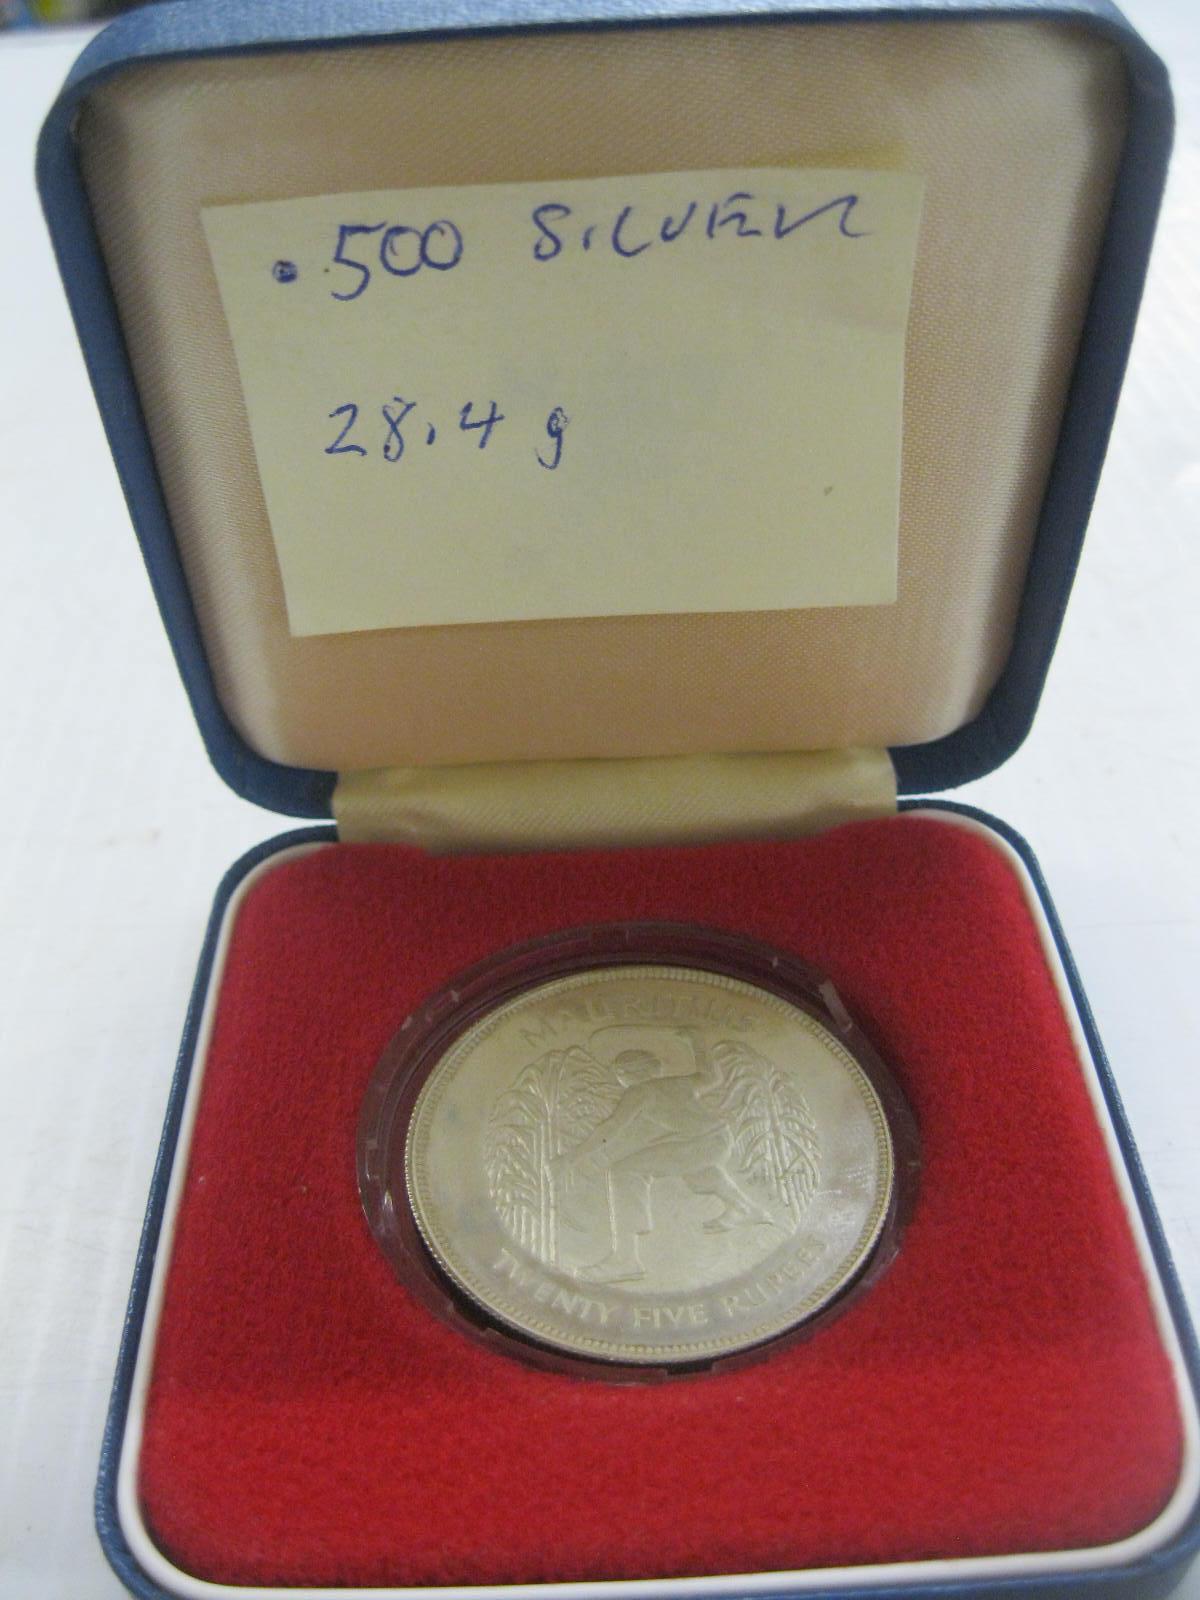 .500 SILVER
28.4 g
MAURITIUS
TWENTY FIVE RUPEES